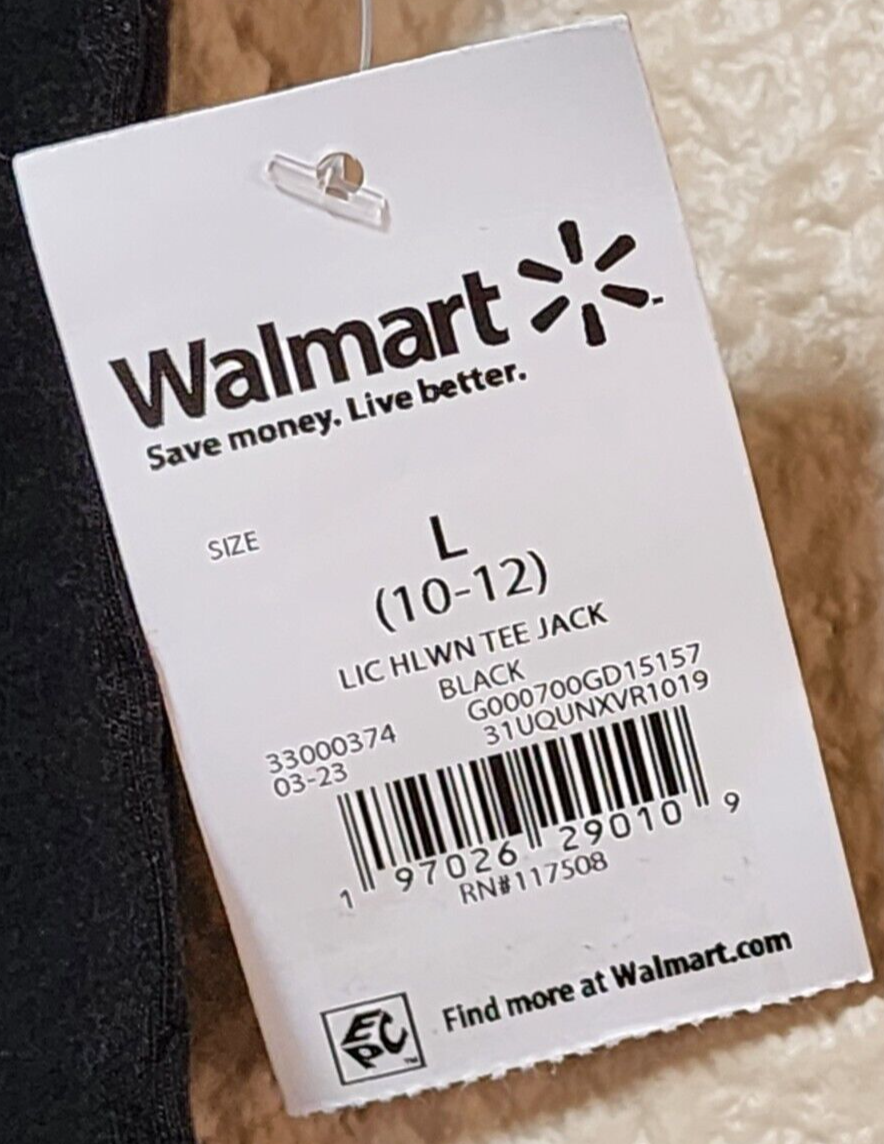 Walmart
Save money. Live better.
SIZE
L
(10-12)
LIC HLWN TEE JACK
BLACK
G000700GD15157
33000374 31UQUNXVR1019
03-23
1 97026 29010 9
RN#117508
EPC™
Find more at Walmart.com